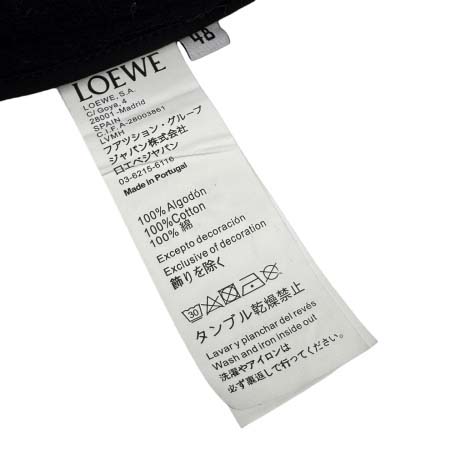 48
LOEWE
LOEWE, S.A.
C/ Goya, 4
28001-Madrid
SPAIN
C.I.F.A-28003861
LVMH
ファッション・グループ
ジャパン株式会社
ロエベジャパン
03-6215-6116
Made in Portugal
100% Algodón
100%Cotton
100% 綿
Excepto decoración
Exclusive of decoration
飾りを除く
30
タンブル乾燥禁止
Lavar y planchar del revés
Wash and iron inside out
洗濯やアイロンは
必ず裏返しで行ってください。